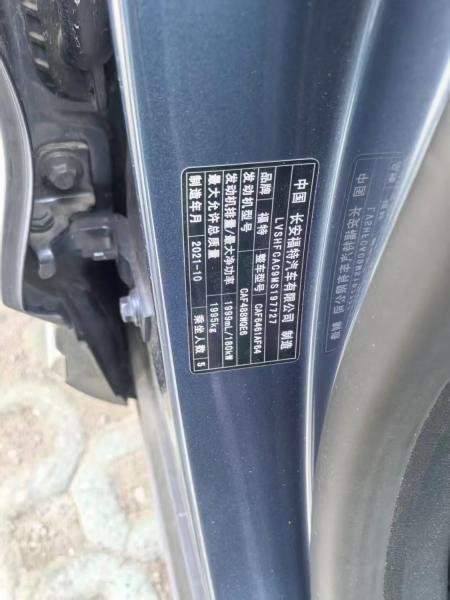 中国 长安福特汽车有限公司 制造
LVSHFCAC9MS197727
品牌 福特 整车型号 CAF6461AF64
发动机型号 CAF488WQE6
发动机排量/最大净功率 1999mL/180kW
最大允许总质量 1995kg
制造年月 2021-10 乘坐人数 5